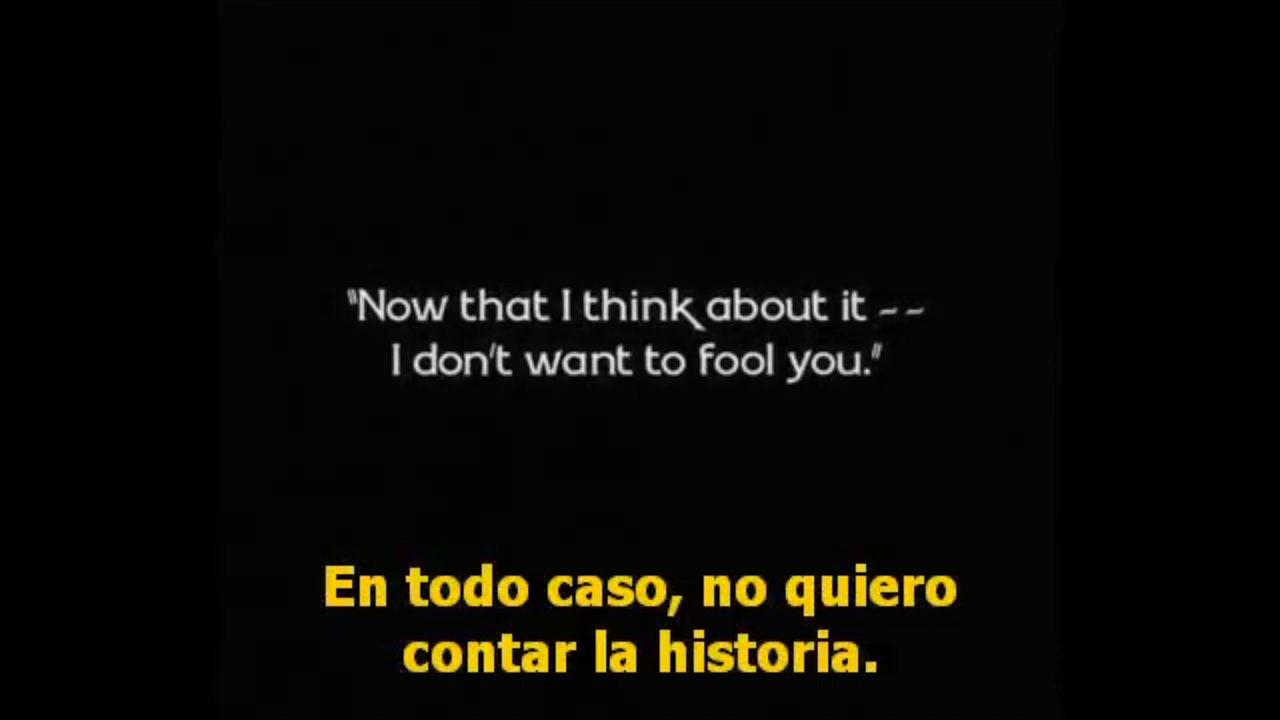 "Now that I think about it ~~
I don't want to fool you."
En todo caso, no quiero
contar la historia.